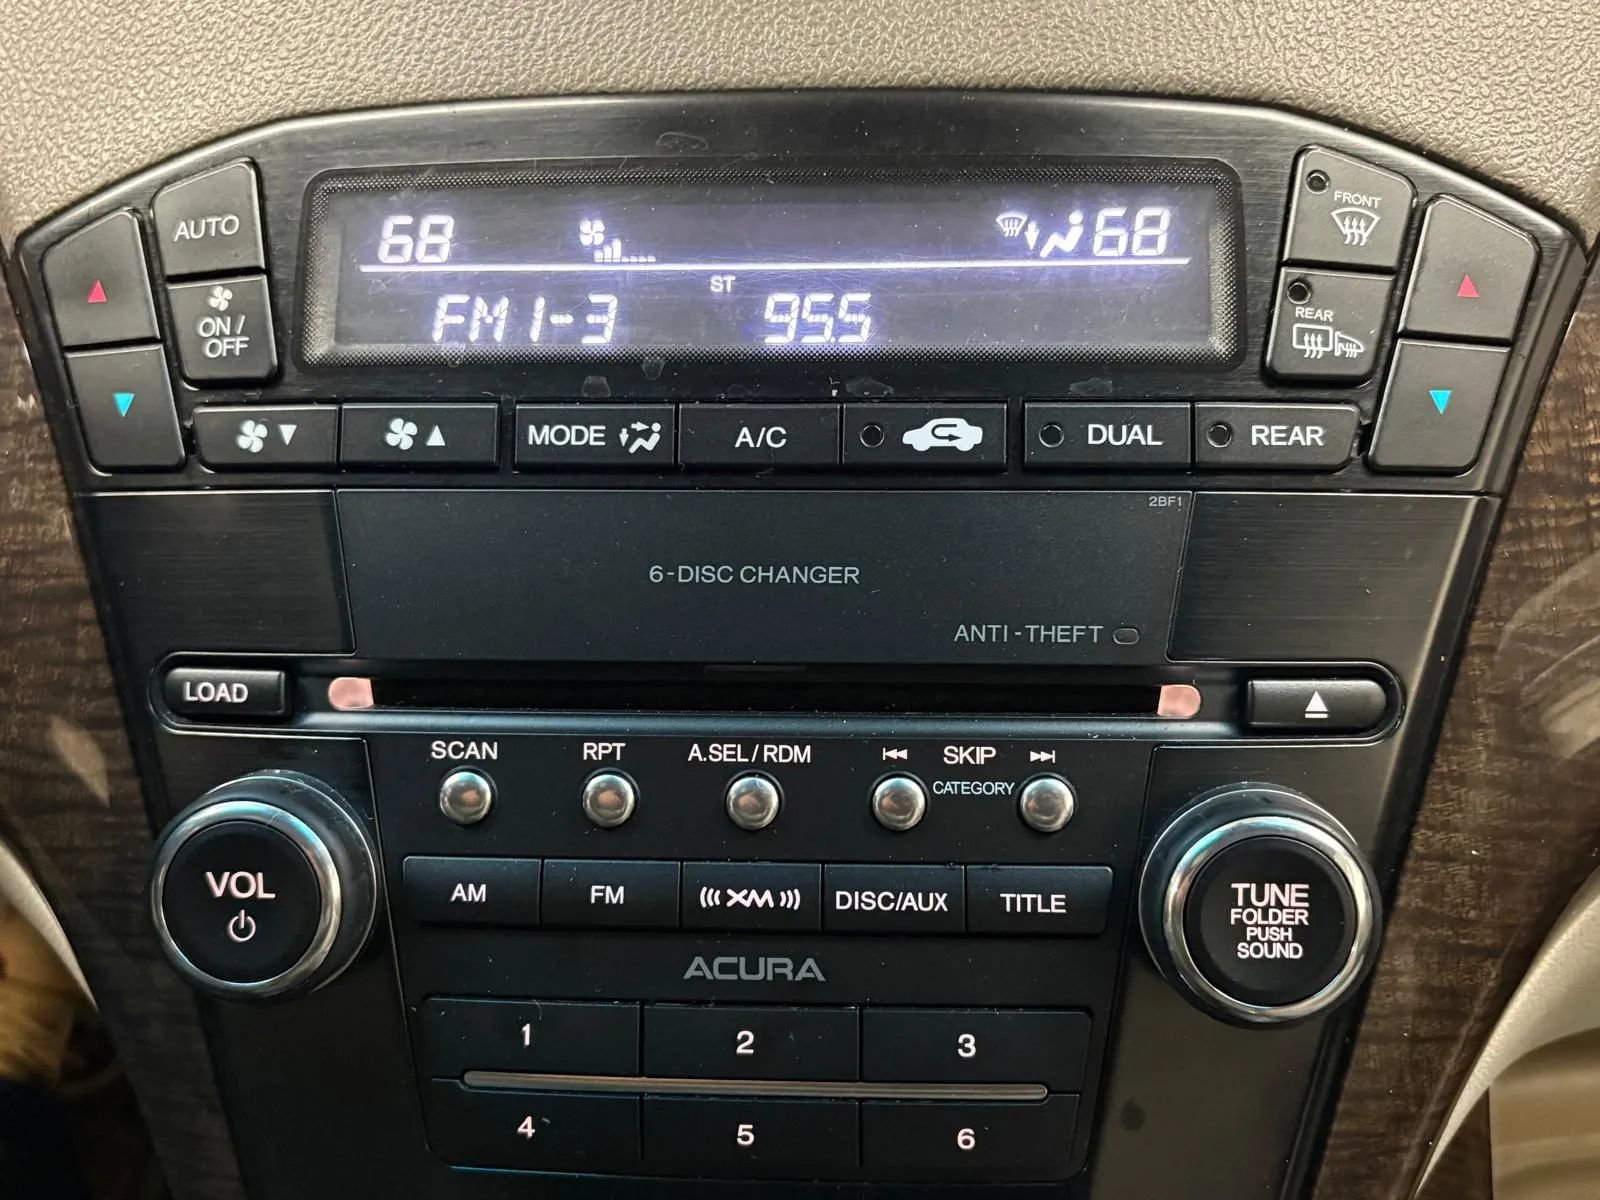 AUTO
68
68
FRONT
ON /
OFF
FM1-3
ST
95.5
REAR
MODE
A/C
DUAL
REAR
2BF1
6-DISC CHANGER
ANTI-THEFT
LOAD
SCAN
RPT
A.SEL / RDM
SKIP
CATEGORY
VOL
AM
FM
XM
DISC/AUX
TITLE
TUNE
FOLDER
PUSH
SOUND
ACURA
1
2
3
4
5
6